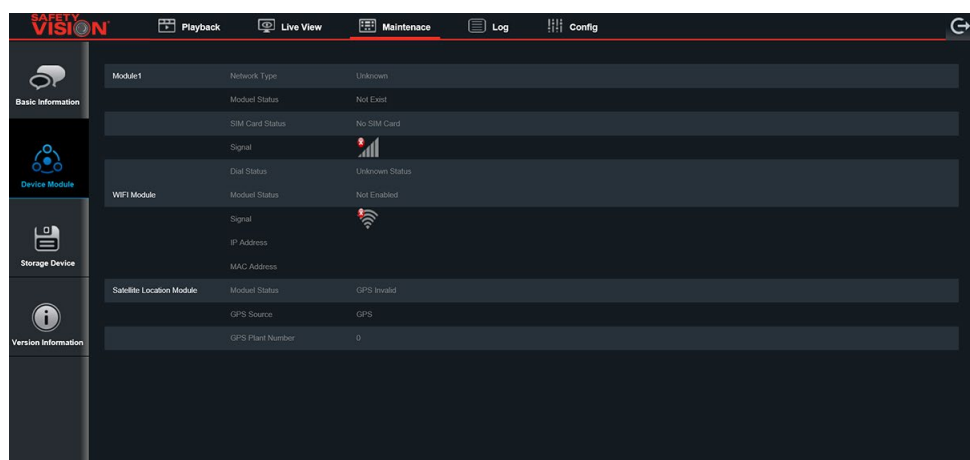 SAFETY
VISION
Playback
Live View
Maintenace
Log
Config
Basic Information
Device Module
Storage Device
Version Information
Module1 Network Type Unknown
Moduel Status Not Exist
SIM Card Status No SIM Card
Signal
Dial Status Unknown Status
WIFI Module Moduel Status Not Enabled
Signal
IP Address
MAC Address
Satellite Location Module Moduel Status GPS Invalid
GPS Source GPS
GPS Plant Number 0